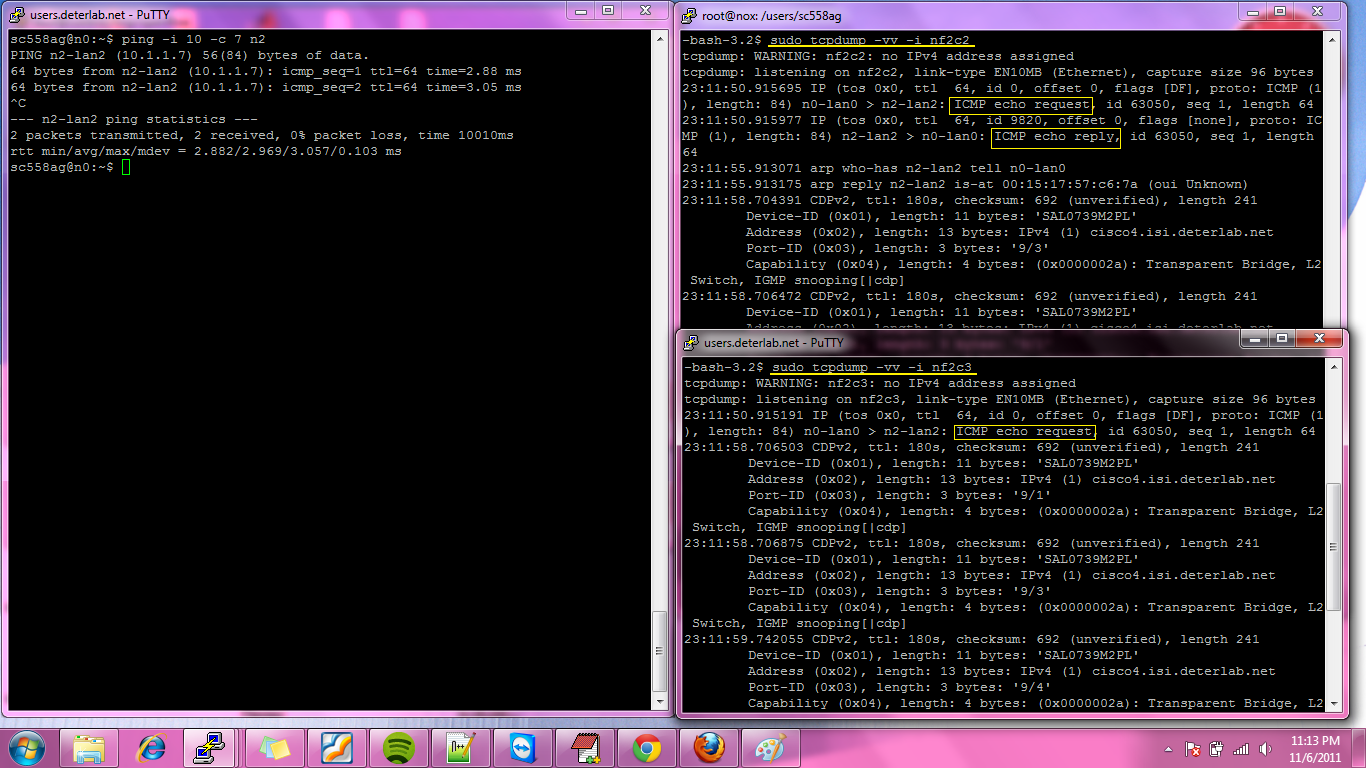 users.deterlab.net - PuTTY
sc558ag@n0:~$ ping -i 10 -c 7 n2
PING n2-lan2 (10.1.1.7) 56(84) bytes of data.
64 bytes from n2-lan2 (10.1.1.7): icmp_seq=1 ttl=64 time=2.88 ms
64 bytes from n2-lan2 (10.1.1.7): icmp_seq=2 ttl=64 time=3.05 ms
^C
--- n2-lan2 ping statistics ---
2 packets transmitted, 2 received, 0% packet loss, time 10010ms
rtt min/avg/max/mdev = 2.882/2.969/3.057/0.103 ms
sc558ag@n0:~$
root@nox: /users/sc558ag
-bash-3.2$ sudo tcpdump -vv -i nf2c2
tcpdump: WARNING: nf2c2: no IPv4 address assigned
tcpdump: listening on nf2c2, link-type EN10MB (Ethernet), capture size 96 bytes
23:11:50.915695 IP (tos 0x0, ttl  64, id 0, offset 0, flags [DF], proto: ICMP (1
), length: 84) n0-lan0 > n2-lan2: ICMP echo request, id 63050, seq 1, length 64
23:11:50.915977 IP (tos 0x0, ttl  64, id 9820, offset 0, flags [none], proto: IC
MP (1), length: 84) n2-lan2 > n0-lan0: ICMP echo reply, id 63050, seq 1, length
64
23:11:55.913071 arp who-has n2-lan2 tell n0-lan0
23:11:55.913175 arp reply n2-lan2 is-at 00:15:17:57:c6:7a (oui Unknown)
23:11:58.704391 CDPv2, ttl: 180s, checksum: 692 (unverified), length 241
Device-ID (0x01), length: 11 bytes: 'SAL0739M2PL'
Address (0x02), length: 13 bytes: IPv4 (1) cisco4.isi.deterlab.net
Port-ID (0x03), length: 3 bytes: '9/3'
Capability (0x04), length: 4 bytes: (0x0000002a): Transparent Bridge, L2
Switch, IGMP snooping[|cdp]
23:11:58.706472 CDPv2, ttl: 180s, checksum: 692 (unverified), length 241
Device-ID (0x01), length: 11 bytes: 'SAL0739M2PL'
Address (0x02), length: 13 bytes: IPv4 (1) cisco4.isi.deterlab.net
users.deterlab.net - PuTTY
-bash-3.2$ sudo tcpdump -vv -i nf2c3
tcpdump: WARNING: nf2c3: no IPv4 address assigned
tcpdump: listening on nf2c3, link-type EN10MB (Ethernet), capture size 96 bytes
23:11:50.915191 IP (tos 0x0, ttl  64, id 0, offset 0, flags [DF], proto: ICMP (1
), length: 84) n0-lan0 > n2-lan2: ICMP echo request, id 63050, seq 1, length 64
23:11:58.706503 CDPv2, ttl: 180s, checksum: 692 (unverified), length 241
Device-ID (0x01), length: 11 bytes: 'SAL0739M2PL'
Address (0x02), length: 13 bytes: IPv4 (1) cisco4.isi.deterlab.net
Port-ID (0x03), length: 3 bytes: '9/1'
Capability (0x04), length: 4 bytes: (0x0000002a): Transparent Bridge, L2
Switch, IGMP snooping[|cdp]
23:11:58.706875 CDPv2, ttl: 180s, checksum: 692 (unverified), length 241
Device-ID (0x01), length: 11 bytes: 'SAL0739M2PL'
Address (0x02), length: 13 bytes: IPv4 (1) cisco4.isi.deterlab.net
Port-ID (0x03), length: 3 bytes: '9/3'
Capability (0x04), length: 4 bytes: (0x0000002a): Transparent Bridge, L2
Switch, IGMP snooping[|cdp]
23:11:59.742055 CDPv2, ttl: 180s, checksum: 692 (unverified), length 241
Device-ID (0x01), length: 11 bytes: 'SAL0739M2PL'
Address (0x02), length: 13 bytes: IPv4 (1) cisco4.isi.deterlab.net
Port-ID (0x03), length: 3 bytes: '9/4'
Capability (0x04), length: 4 bytes: (0x0000002a): Transparent Bridge, L2
11:13 PM
11/6/2011